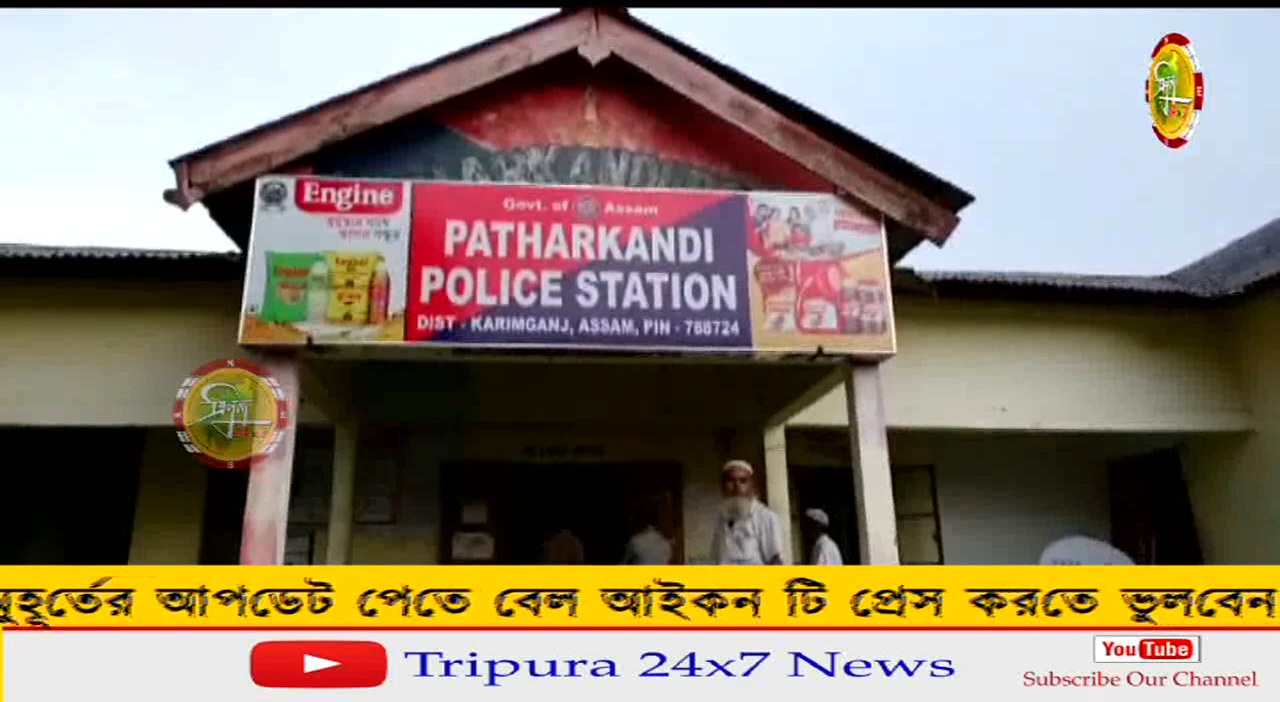 Engine
Govt. of Assam
PATHARKANDI
POLICE STATION
DIST - KARIMGANJ, ASSAM, PIN - 788724
মুহূর্তের আপডেট পেতে বেল আইকন টি প্রেস করতে ভুলবেন
Tripura 24x7 News
YouTube
Subscribe Our Channel